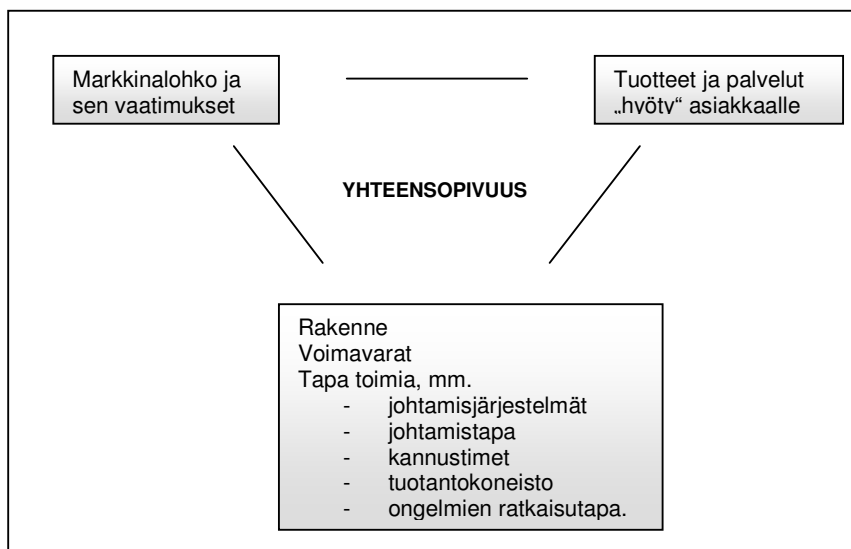 Markkinalohko ja
sen vaatimukset
Tuotteet ja palvelut
„hyöty“ asiakkaalle
YHTEENSOPIVUUS
Rakenne
Voimavarat
Tapa toimia, mm.
- johtamisjärjestelmät
- johtamistapa
- kannustimet
- tuotantokoneisto
- ongelmien ratkaisutapa.